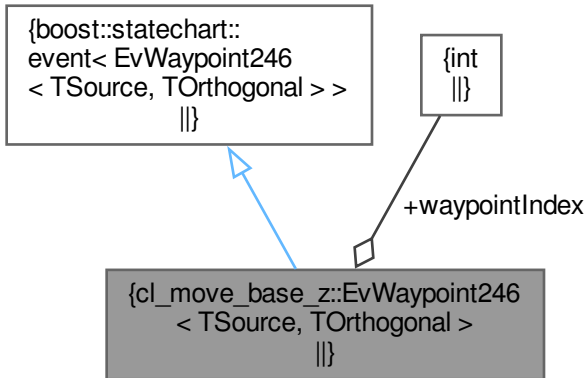 {boost::statechart::
event< EvWaypoint246
< TSource, TOrthogonal > >
||}
{int
||}
+waypointIndex
{cl_move_base_z::EvWaypoint246
< TSource, TOrthogonal >
||}